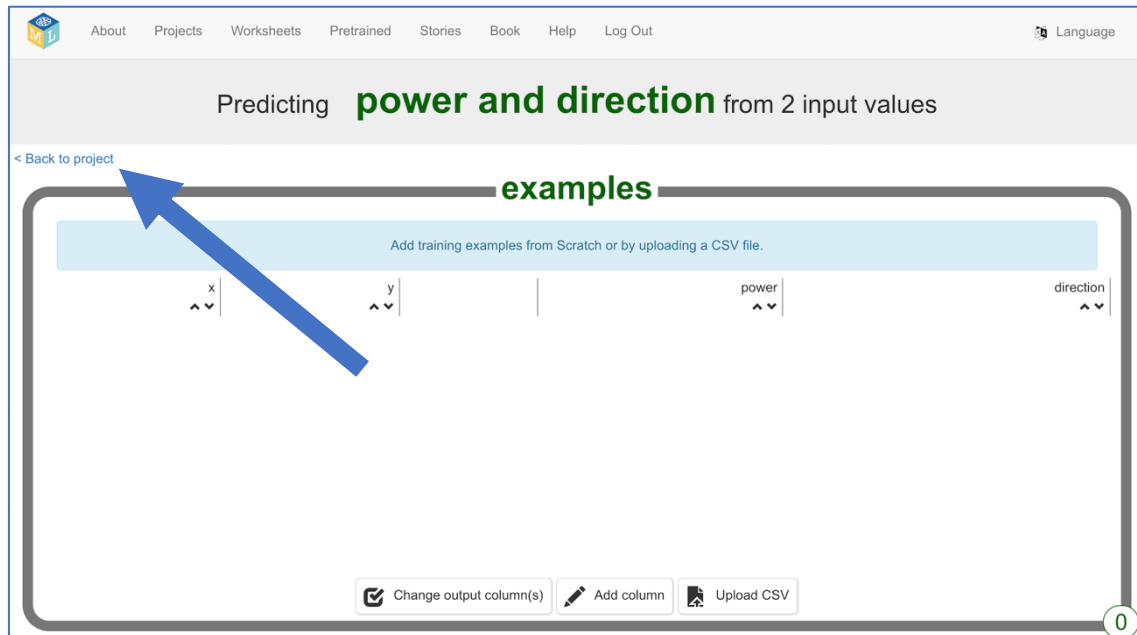 ML
About Projects Worksheets Pretrained Stories Book Help Log Out Language
Predicting power and direction from 2 input values
< Back to project
examples
Add training examples from Scratch or by uploading a CSV file.
x y power direction
Change output column(s) Add column Upload CSV
0